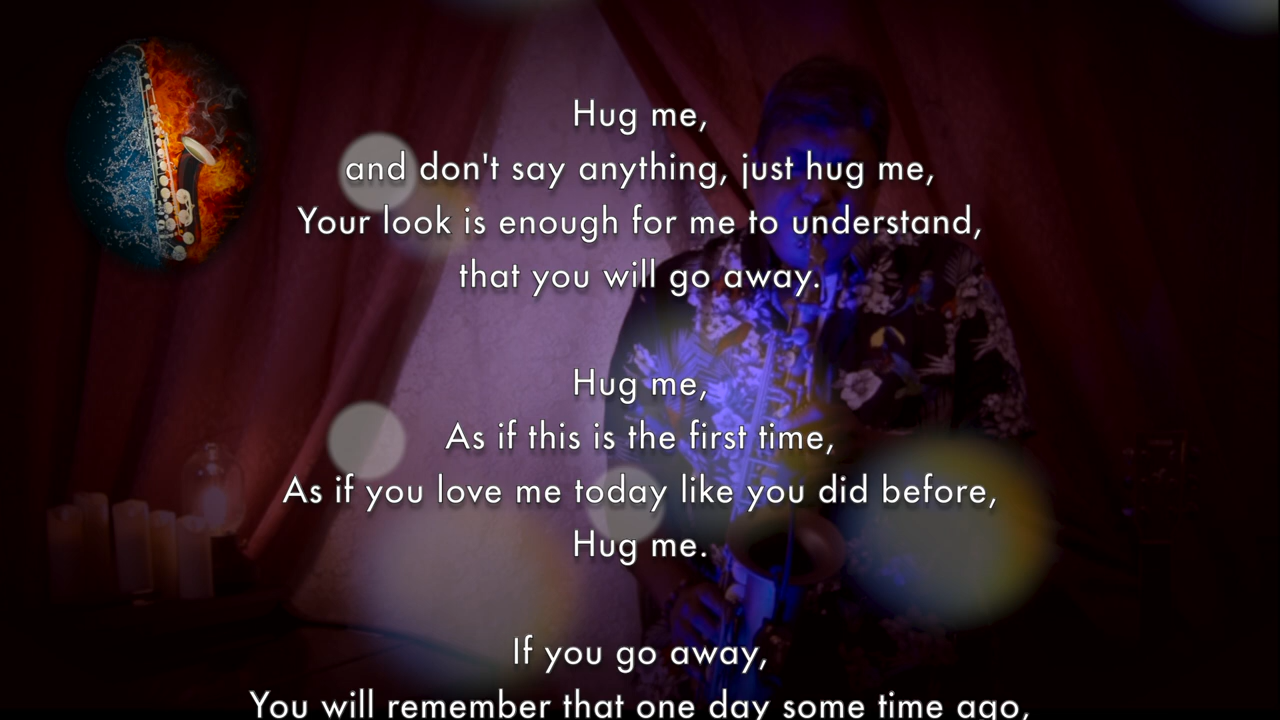 Hug me,
and don't say anything, just hug me,
Your look is enough for me to understand,
that you will go away.
Hug me,
As if this is the first time,
As if you love me today like you did before,
Hug me.
If you go away,
You will remember that one day some time ago,